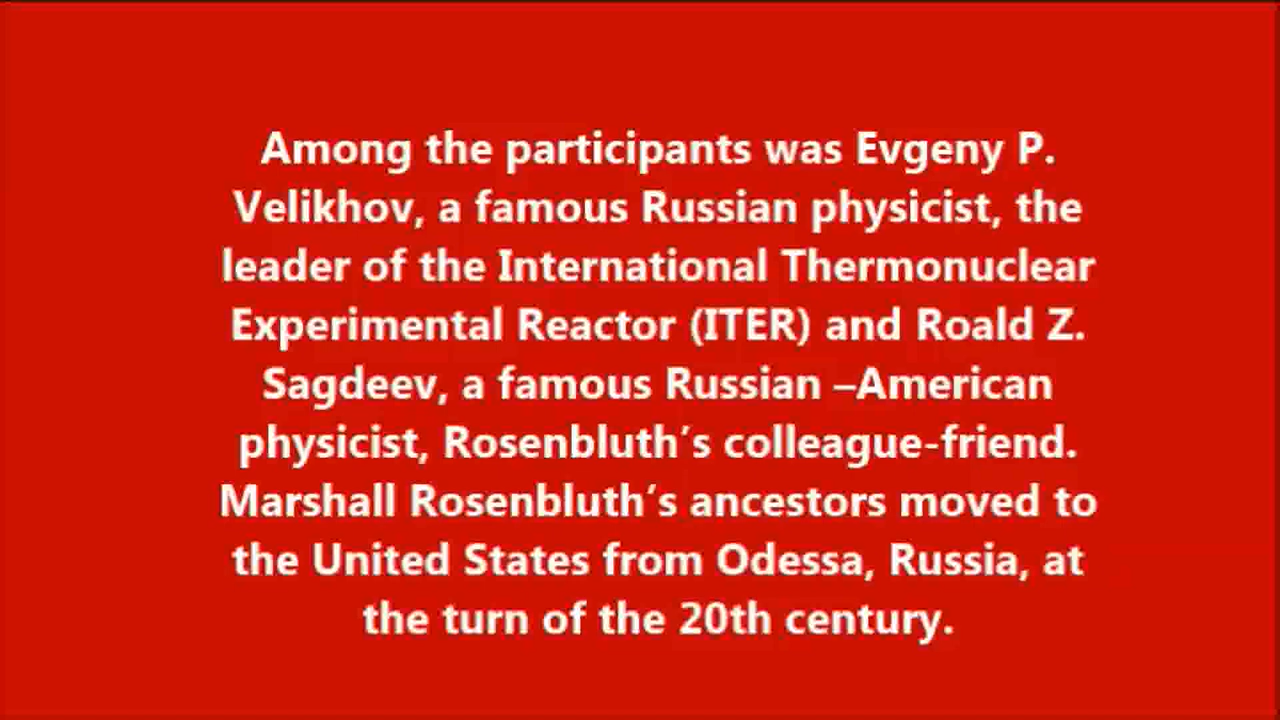 Among the participants was Evgeny P.
Velikhov, a famous Russian physicist, the
leader of the International Thermonuclear
Experimental Reactor (ITER) and Roald Z.
Sagdeev, a famous Russian –American
physicist, Rosenbluth’s colleague-friend.
Marshall Rosenbluth’s ancestors moved to
the United States from Odessa, Russia, at
the turn of the 20th century.